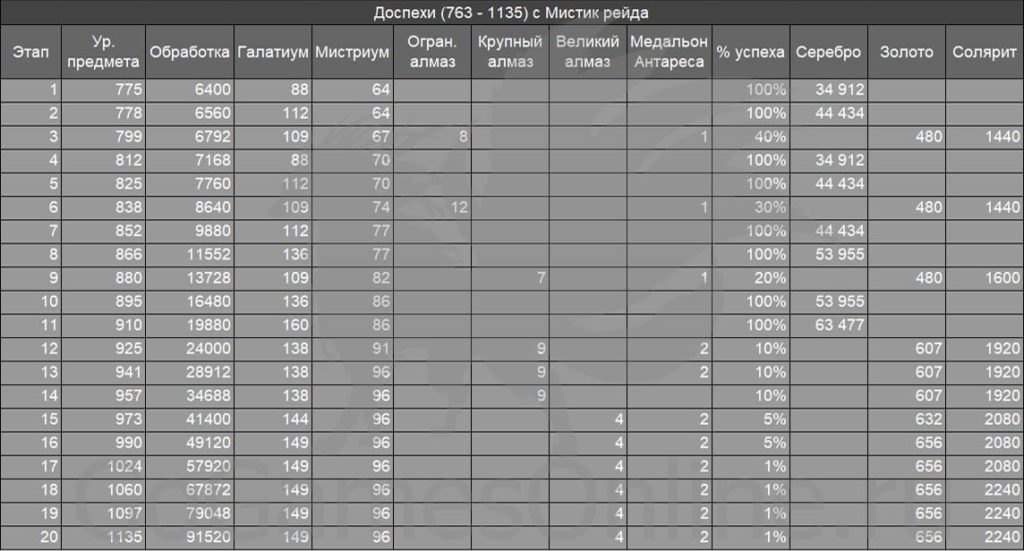 Доспехи (763 - 1135) с Мистик рейда
Этап Ур. предмета Обработка Галатиум Мистриум Огран. алмаз Крупный алмаз Великий алмаз Медальон Антареса % успеха Серебро Золото Солярит
1 775 6400 88 64 100% 34 912
2 778 6560 112 64 100% 44 434
3 799 6792 109 67 8 1 40% 480 1440
4 812 7168 88 70 100% 34 912
5 825 7760 112 70 100% 44 434
6 838 8640 109 74 12 1 30% 480 1440
7 852 9880 112 77 100% 44 434
8 866 11552 136 77 100% 53 955
9 880 13728 109 82 7 1 20% 480 1600
10 895 16480 136 86 100% 53 955
11 910 19880 160 86 100% 63 477
12 925 24000 138 91 9 2 10% 607 1920
13 941 28912 138 96 9 2 10% 607 1920
14 957 34688 138 96 9 10% 607 1920
15 973 41400 144 96 4 2 5% 632 2080
16 990 49120 149 96 4 2 5% 656 2080
17 1024 57920 149 96 4 2 1% 656 2080
18 1060 67872 149 96 4 2 1% 656 2240
19 1097 79048 149 96 4 2 1% 656 2240
20 1135 91520 149 96 4 2 1% 656 2240
GoGamesOnline.ru